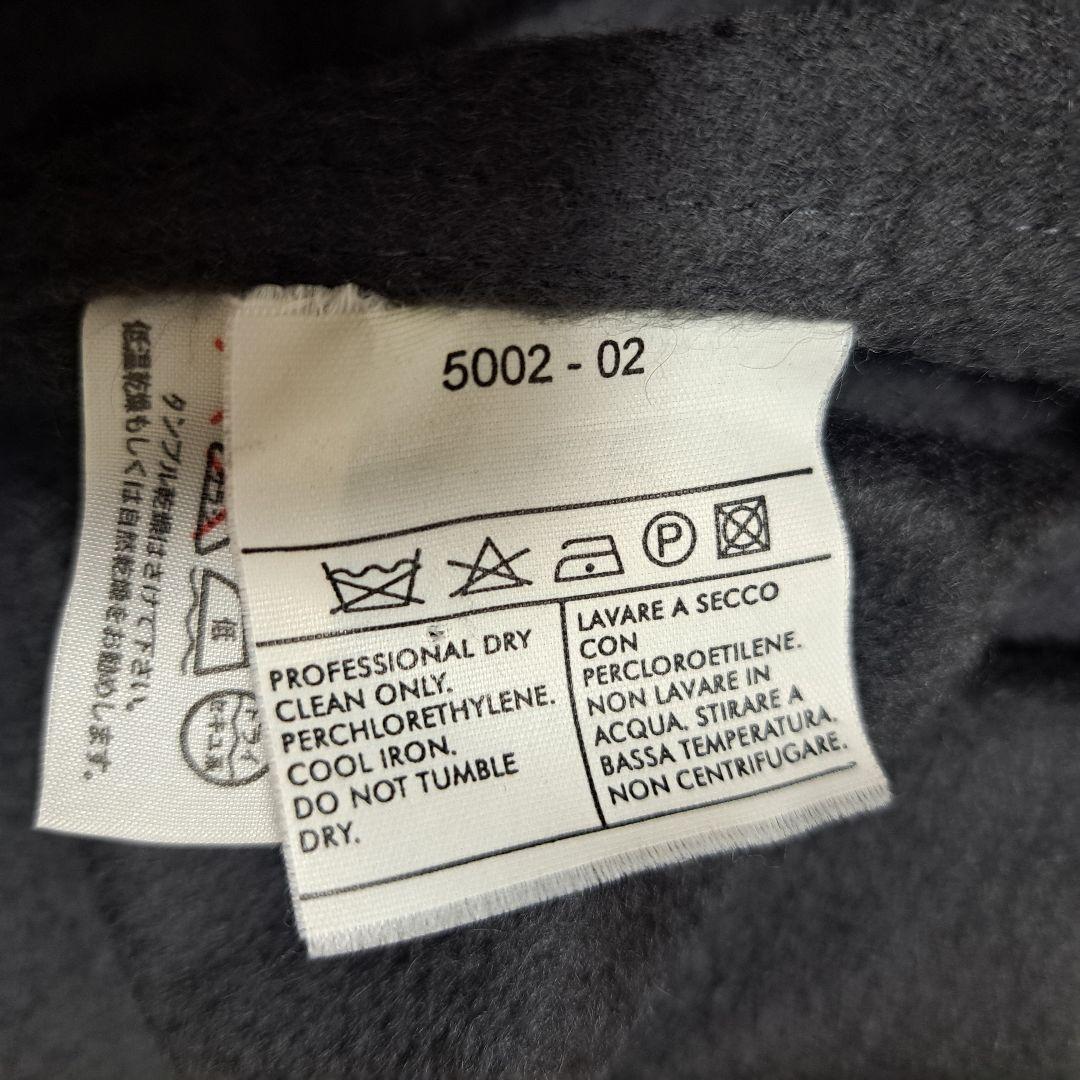 5002 - 02
P
PROFESSIONAL DRY
CLEAN ONLY.
PERCHLORETHYLENE.
COOL IRON.
DO NOT TUMBLE
DRY.
LAVARE A SECCO
CON
PERCLOROETILENE.
NON LAVARE IN
ACQUA. STIRARE A
BASSA TEMPERATURA.
NON CENTRIFUGARE.
タンブル乾燥はさけて下さい。
低温乾燥もしくは自然乾燥をお勧めします。
低